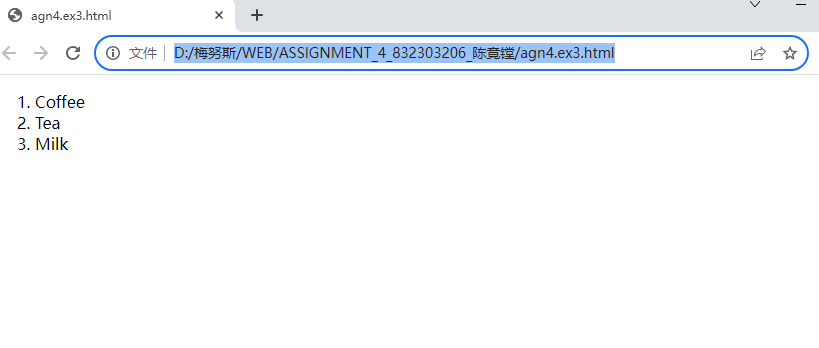 agn4.ex3.html
文件 D:/梅努斯/WEB/ASSIGNMENT_4_832303206_陈竟镗/agn4.ex3.html
1. Coffee
2. Tea
3. Milk